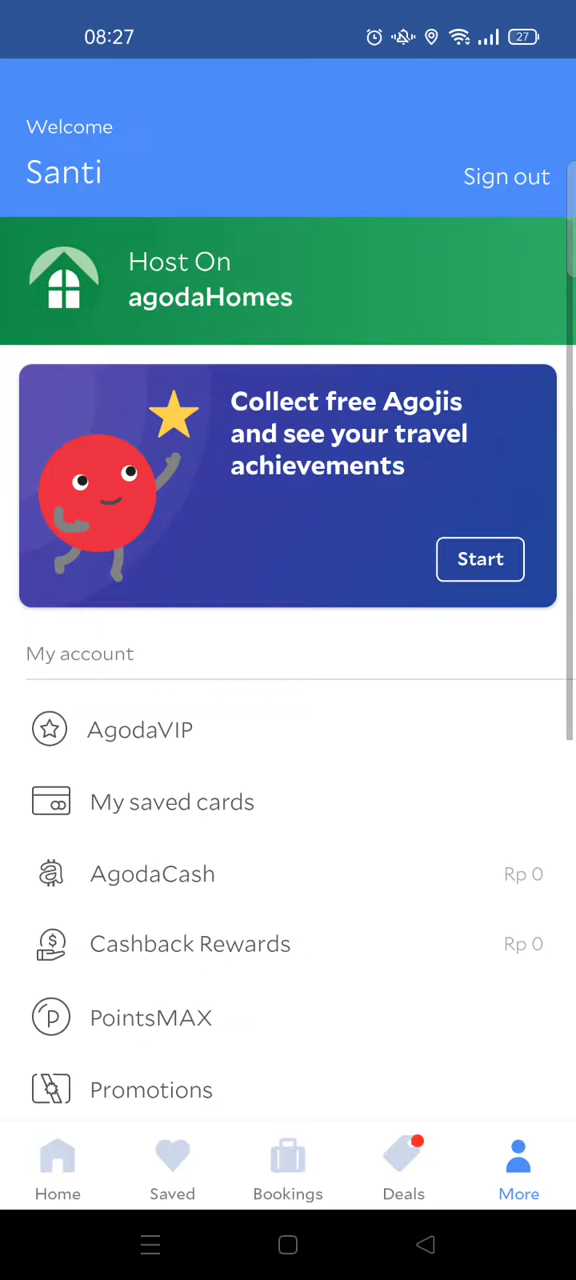 08:27
27
Welcome
Santi
Sign out
Host On
agodaHomes
Collect free Agojis
and see your travel
achievements
Start
My account
AgodaVIP
My saved cards
AgodaCash Rp 0
Cashback Rewards Rp 0
PointsMAX
Promotions
Home Saved Bookings Deals More